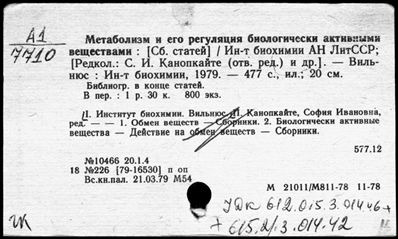 А1
7710
Метаболизм и его регуляция биологически активными
веществами : [Сб. статей] / Ин-т биохимии АН ЛитССР;
[Редкол.: С. И. Канопкайте (отв. ред.) и др.]. — Виль-
нюс : Ин-т биохимии, 1979. — 477 с., ил.; 20 см.
Библиогр. в конце статей.
В пер. : 1 р. 30 к. 800 экз.
I. Институт биохимии. Вильнюс. II. Канопкайте, София Ивановна,
ред. — — 1. Обмен веществ — Сборники. 2. Биологически активные
вещества — Действие на обмен веществ — Сборники.
577.12
№10466 20.1.4
18 №226 [79-16530] п оп
Вс.кн.пал. 21.03.79 М54
М 21011/М811-78 11-78
УДК 612.015.3.014.46+
+ 615.2/3.014.42